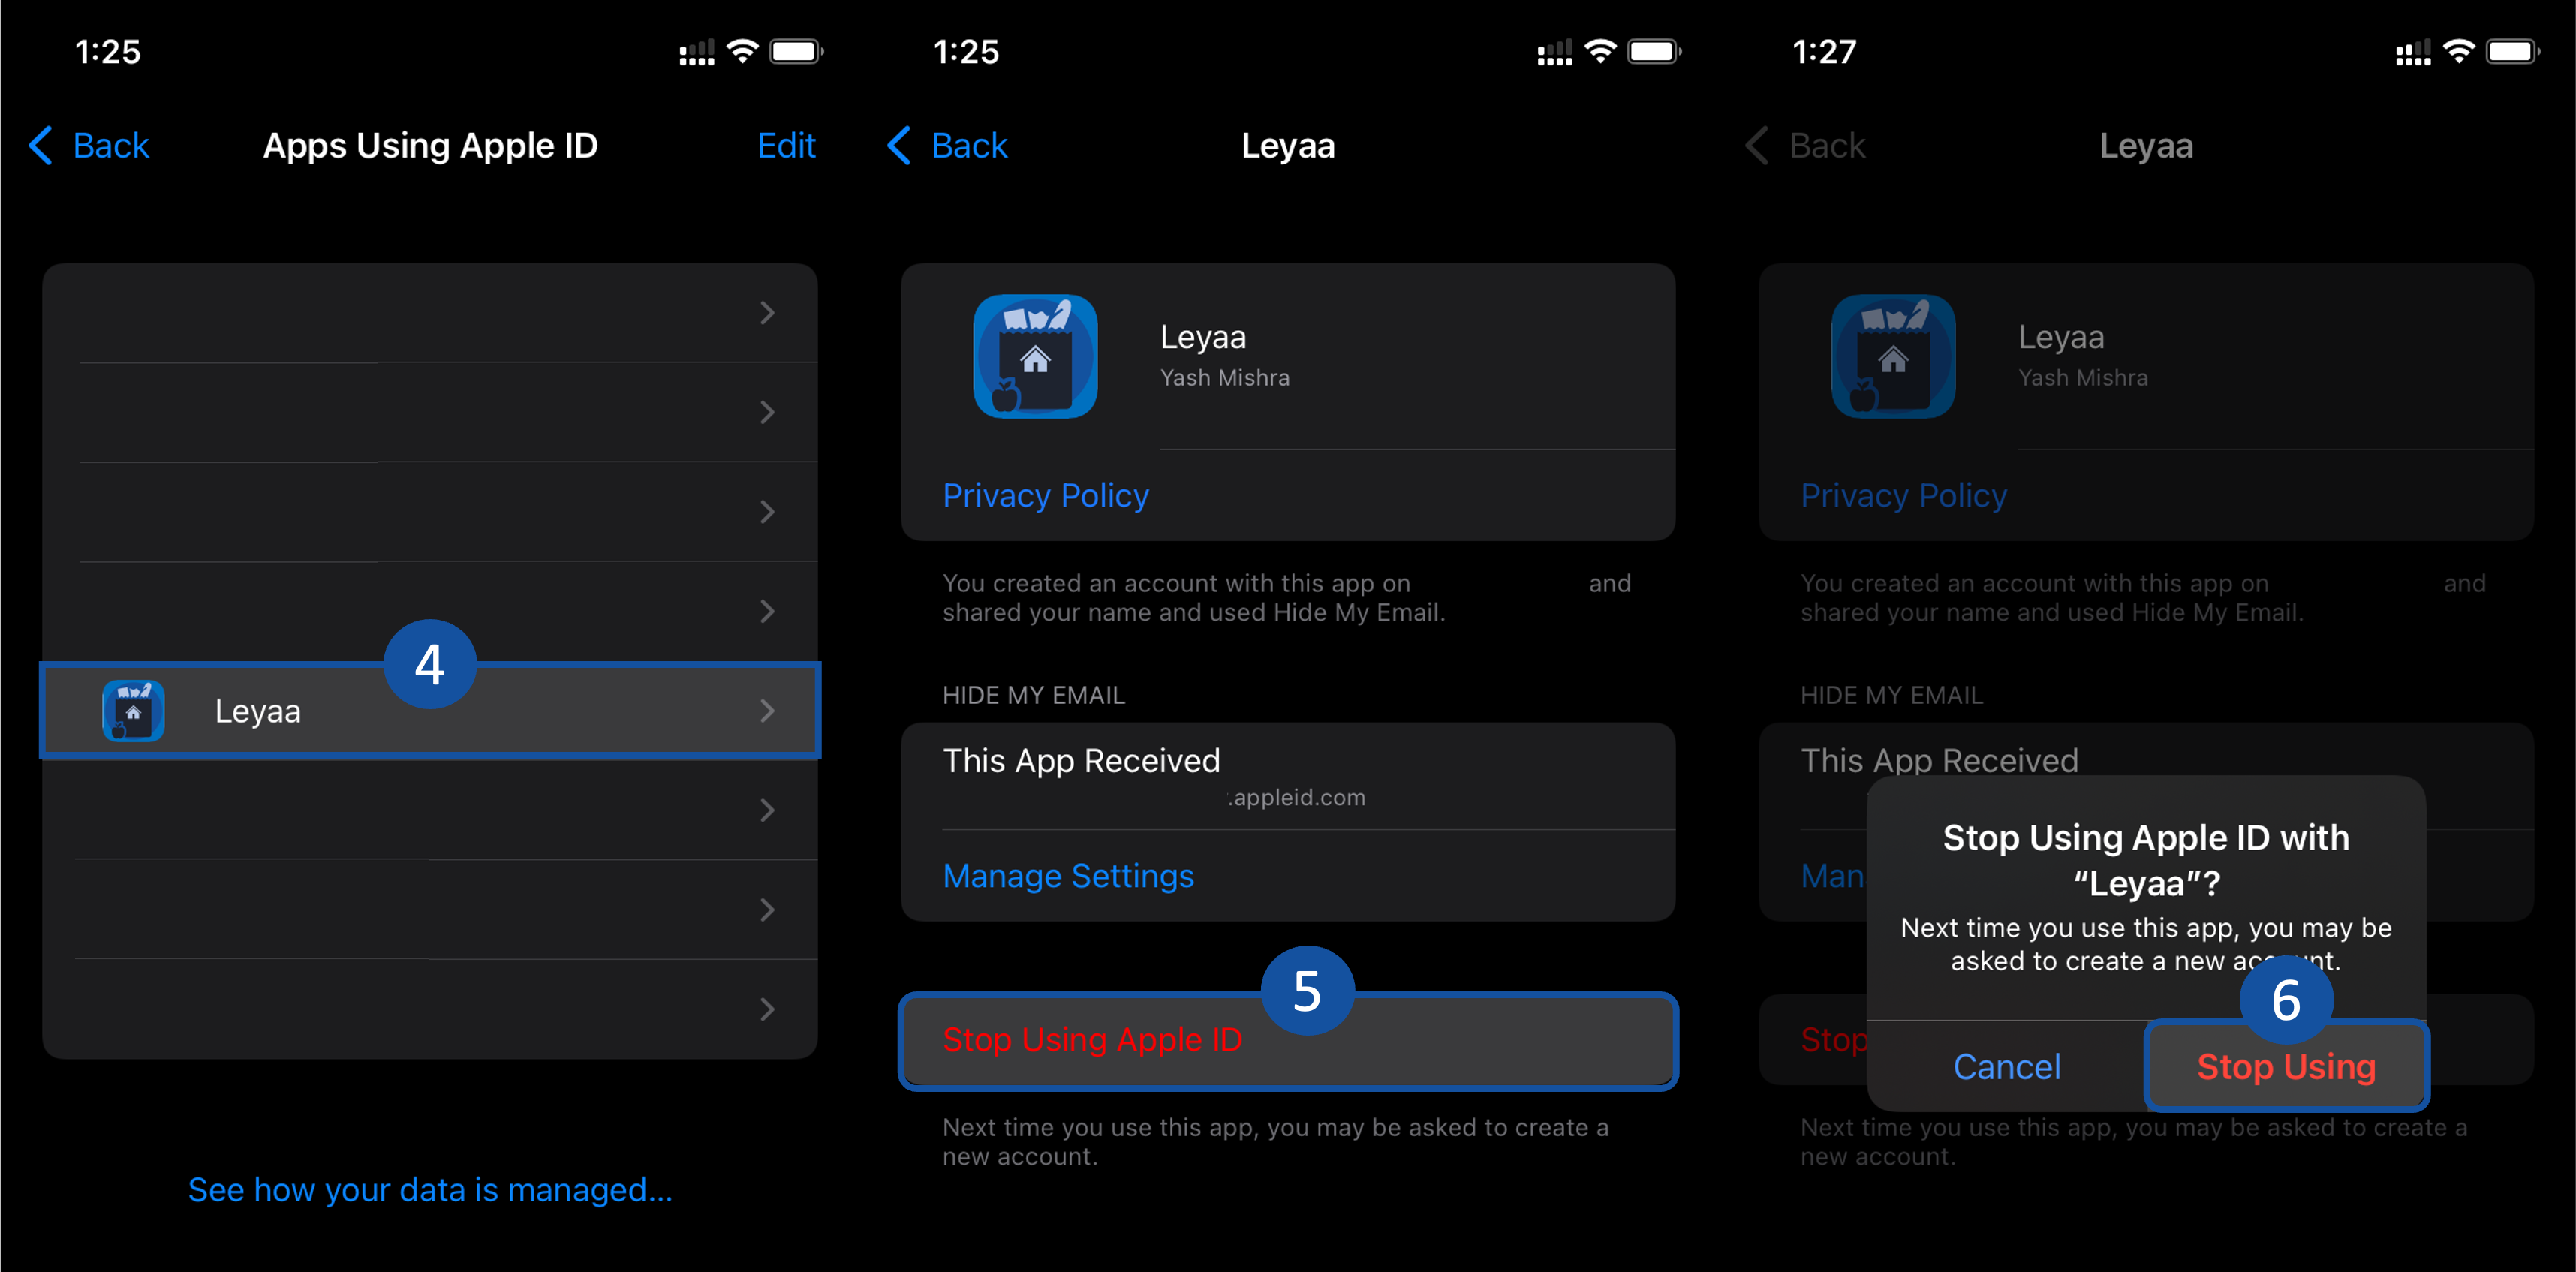 1:25
Back
Apps Using Apple ID
Edit
4
Leyaa
See how your data is managed...
1:25
Back
Leyaa
Leyaa
Yash Mishra
Privacy Policy
You created an account with this app on and
shared your name and used Hide My Email.
HIDE MY EMAIL
This App Received
.appleid.com
Manage Settings
5
Stop Using Apple ID
Next time you use this app, you may be asked to create a
new account.
1:27
Back
Leyaa
Leyaa
Yash Mishra
Privacy Policy
You created an account with this app on and
shared your name and used Hide My Email.
HIDE MY EMAIL
This App Received
Man
Stop Using Apple ID with
“Leyaa”?
Next time you use this app, you may be
asked to create a new account.
6
Stop
Cancel
Stop Using
Next time you use this app, you may be asked to create a
new account.